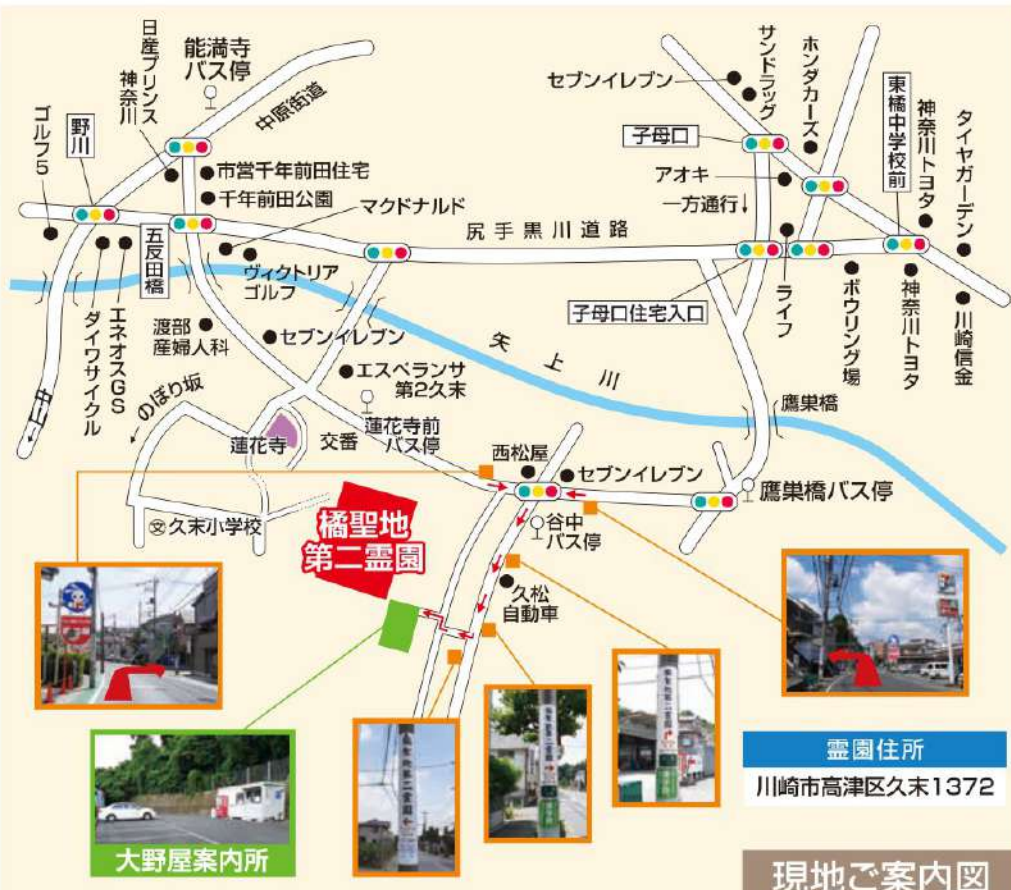 能満寺
バス停
日産プリンス
神奈川
中原街道
ゴルフ5
野川
市営千年前田住宅
千年前田公園
マクドナルド
五反田橋
ヴィクトリア
ゴルフ
エネオスGS
ダイワサイクル
渡部
産婦人科
セブンイレブン
エスペランサ
第2久末
のぼり坂
蓮花寺
交番
蓮花寺前
バス停
久末小学校
セブンイレブン
サンドラッグ
ホンダカーズ
子母口
アオキ
一方通行
東橘中学校前
神奈川トヨタ
タイヤガーデン
尻手黒川道路
子母口住宅入口
ライフ
ボウリング場
神奈川トヨタ
川崎信金
矢上川
鷹巣橋
鷹巣橋バス停
西松屋
セブンイレブン
谷中
バス停
久松
自動車
橘聖地
第二霊園
大野屋案内所
霊園住所
川崎市高津区久末1372
現地ご案内図